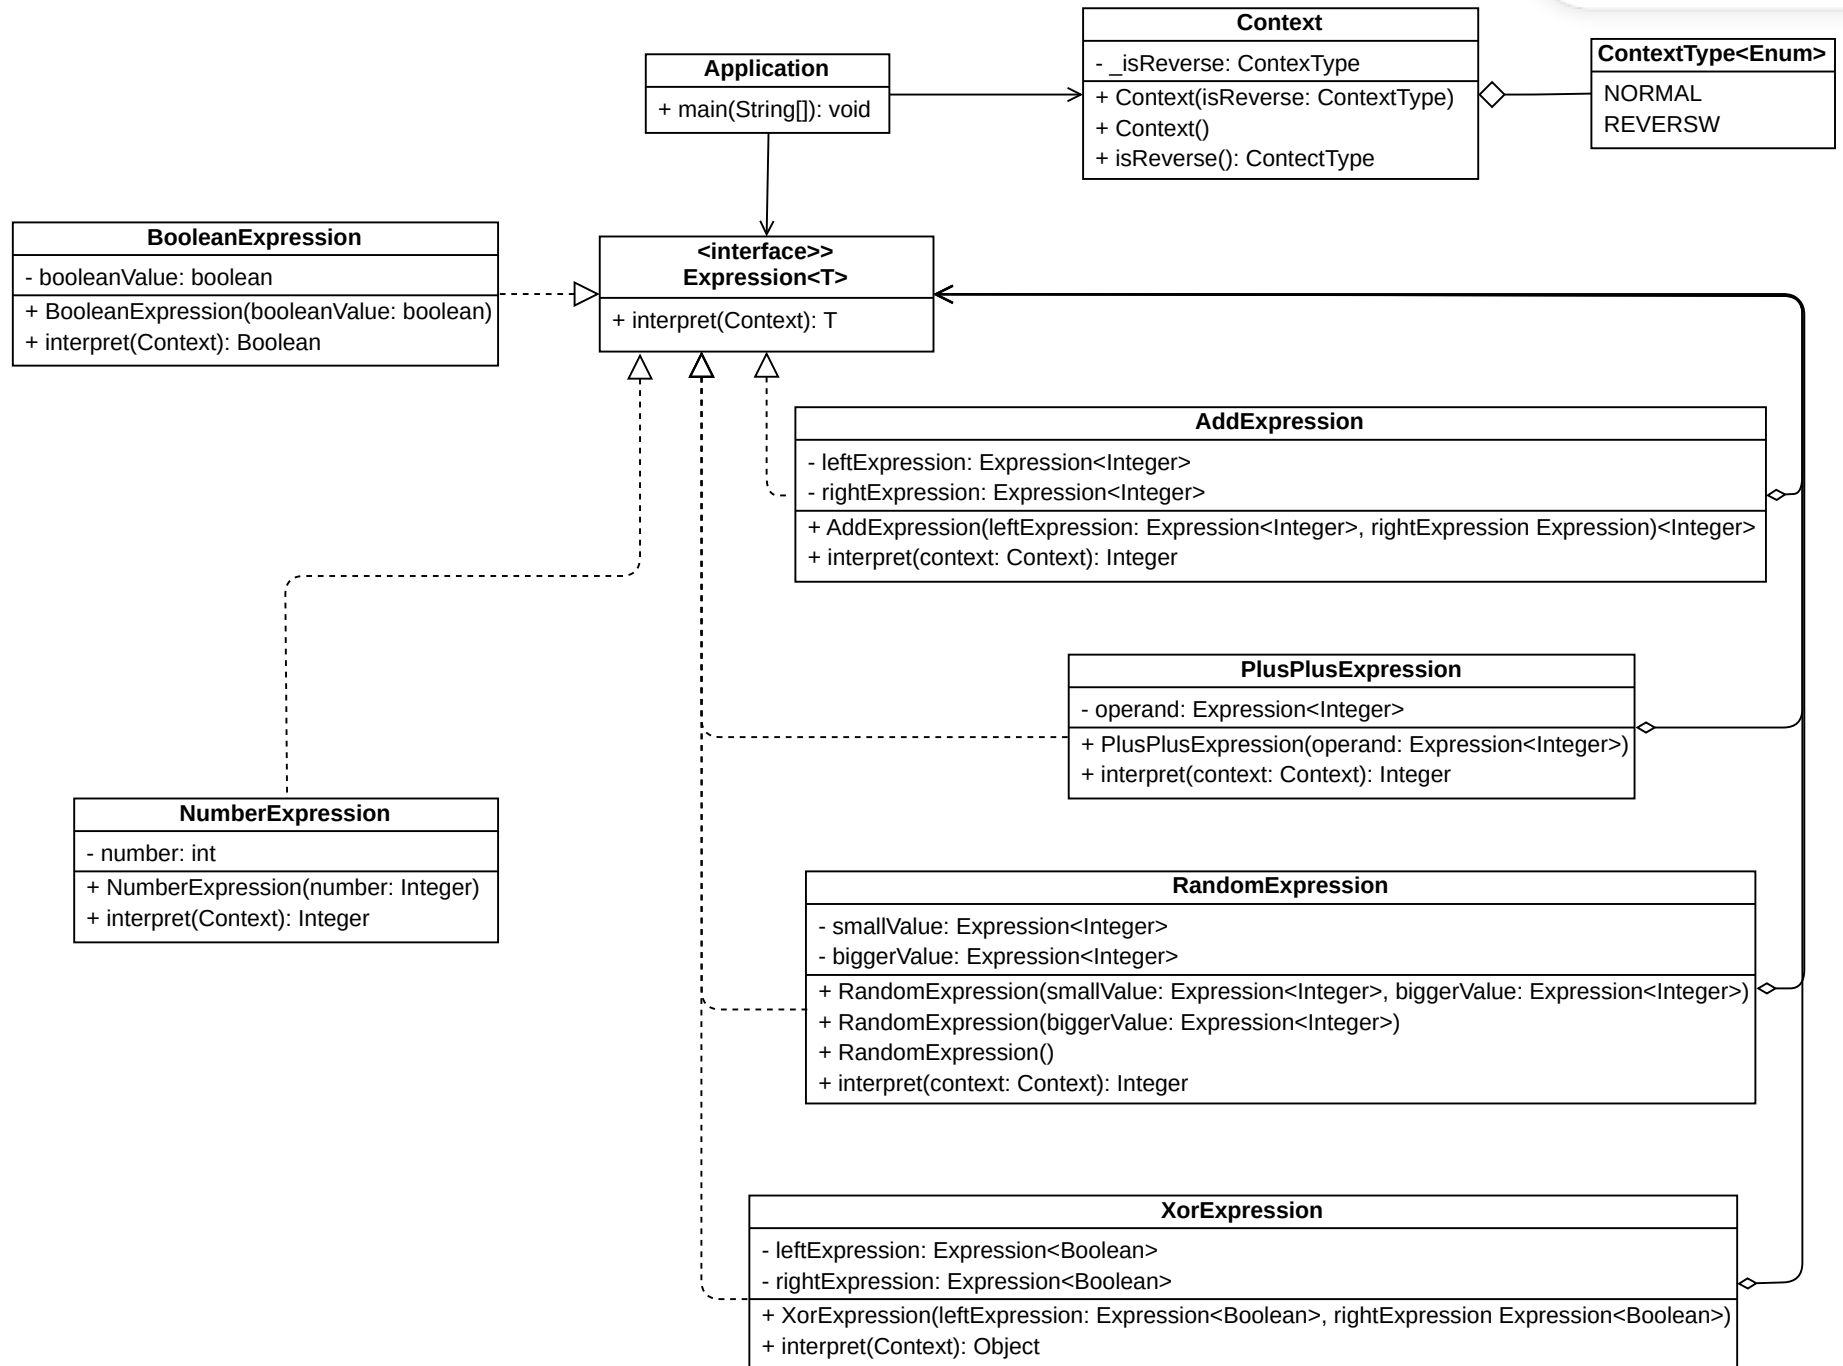 Context
- _isReverse: ContexType
+ Context(isReverse: ContextType)
+ Context()
+ isReverse(): ContectType
ContextType<Enum>
NORMAL
REVERSW
Application
+ main(String[]): void
BooleanExpression
- booleanValue: boolean
+ BooleanExpression(booleanValue: boolean)
+ interpret(Context): Boolean
<interface>>
Expression<T>
+ interpret(Context): T
AddExpression
- leftExpression: Expression<Integer>
- rightExpression: Expression<Integer>
+ AddExpression(leftExpression: Expression<Integer>, rightExpression Expression)<Integer>
+ interpret(context: Context): Integer
PlusPlusExpression
- operand: Expression<Integer>
+ PlusPlusExpression(operand: Expression<Integer>)
+ interpret(context: Context): Integer
NumberExpression
- number: int
+ NumberExpression(number: Integer)
+ interpret(Context): Integer
RandomExpression
- smallValue: Expression<Integer>
- biggerValue: Expression<Integer>
+ RandomExpression(smallValue: Expression<Integer>, biggerValue: Expression<Integer>)
+ RandomExpression(biggerValue: Expression<Integer>)
+ RandomExpression()
+ interpret(context: Context): Integer
XorExpression
- leftExpression: Expression<Boolean>
- rightExpression: Expression<Boolean>
+ XorExpression(leftExpression: Expression<Boolean>, rightExpression Expression<Boolean>)
+ interpret(Context): Object